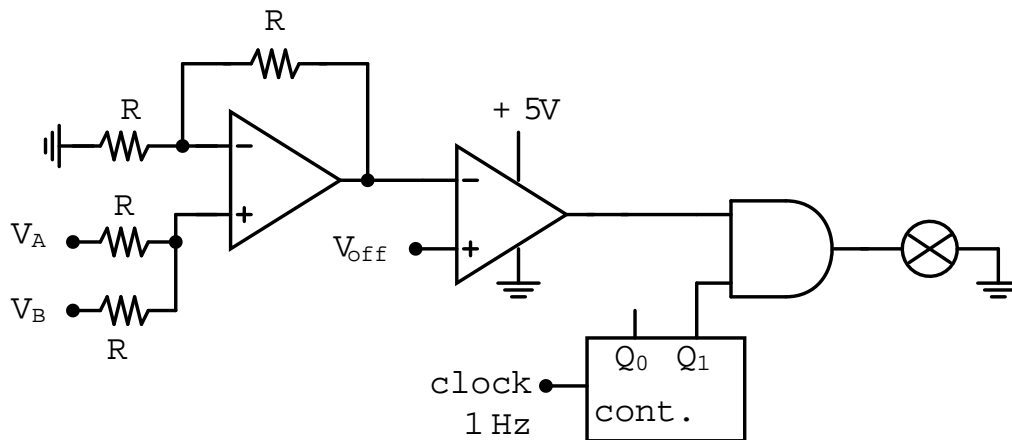 R
R
+ 5V
−
R
+
−
V_A
V_off
+
V_B
R
Q₀ Q₁
clock
cont.
1 Hz